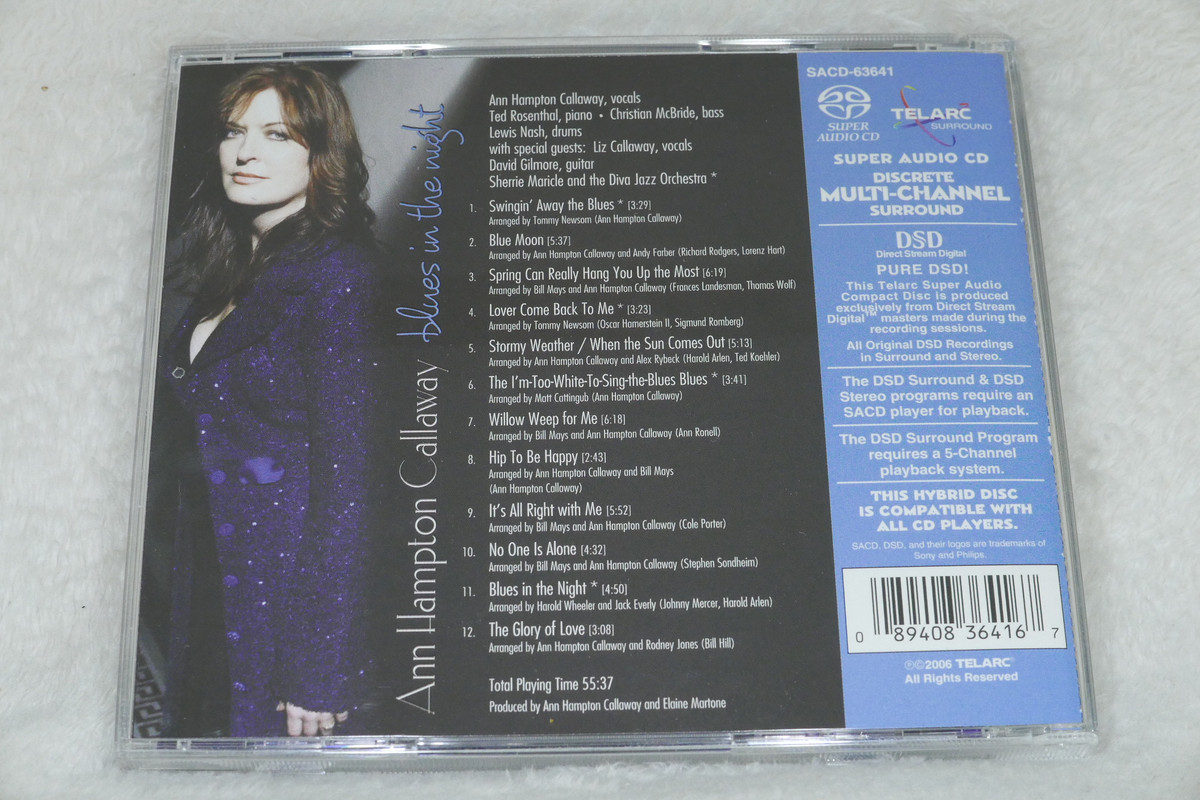 Ann Hampton Callaway blues in the night
Ann Hampton Callaway, vocals
Ted Rosenthal, piano • Christian McBride, bass
Lewis Nash, drums
with special guests: Liz Callaway, vocals
David Gilmore, guitar
Sherrie Maricle and the Diva Jazz Orchestra *
1. Swingin' Away the Blues * [3:29]
Arranged by Tommy Newsom (Ann Hampton Callaway)
2. Blue Moon [5:37]
Arranged by Ann Hampton Callaway and Andy Farber (Richard Rodgers, Lorenz Hart)
3. Spring Can Really Hang You Up the Most [6:19]
Arranged by Bill Mays and Ann Hampton Callaway (Frances Landesman, Thomas Wolf)
4. Lover Come Back To Me * [3:23]
Arranged by Tommy Newsom (Oscar Hamerstein II, Sigmund Romberg)
5. Stormy Weather / When the Sun Comes Out [5:13]
Arranged by Ann Hampton Callaway and Alex Rybeck (Harold Arlen, Ted Koehler)
6. The I'm-Too-White-To-Sing-the-Blues Blues * [3:41]
Arranged by Matt Cattingub (Ann Hampton Callaway)
7. Willow Weep for Me [6:18]
Arranged by Bill Mays and Ann Hampton Callaway (Ann Ronell)
8. Hip To Be Happy [2:43]
Arranged by Ann Hampton Callaway and Bill Mays
(Ann Hampton Callaway)
9. It's All Right with Me [5:52]
Arranged by Bill Mays and Ann Hampton Callaway (Cole Porter)
10. No One Is Alone [4:32]
Arranged by Bill Mays and Ann Hampton Callaway (Stephen Sondheim)
11. Blues in the Night * [4:50]
Arranged by Harold Wheeler and Jack Everly (Johnny Mercer, Harold Arlen)
12. The Glory of Love [3:08]
Arranged by Ann Hampton Callaway and Rodney Jones (Bill Hill)
Total Playing Time 55:37
Produced by Ann Hampton Callaway and Elaine Martone
SACD-63641
SUPER AUDIO CD
TELARC
SURROUND
SUPER AUDIO CD
DISCRETE
MULTI-CHANNEL
SURROUND
DSD
Direct Stream Digital
PURE DSD!
This Telarc Super Audio
Compact Disc is produced
exclusively from Direct Stream
Digital™ masters made during the
recording sessions.
All Original DSD Recordings
in Surround and Stereo.
The DSD Surround & DSD
Stereo programs require an
SACD player for playback.
The DSD Surround Program
requires a 5-Channel
playback system.
THIS HYBRID DISC
IS COMPATIBLE WITH
ALL CD PLAYERS.
SACD, DSD, and their logos are trademarks of
Sony and Philips.
0 89408 36416 7
℗©2006 TELARC®
All Rights Reserved